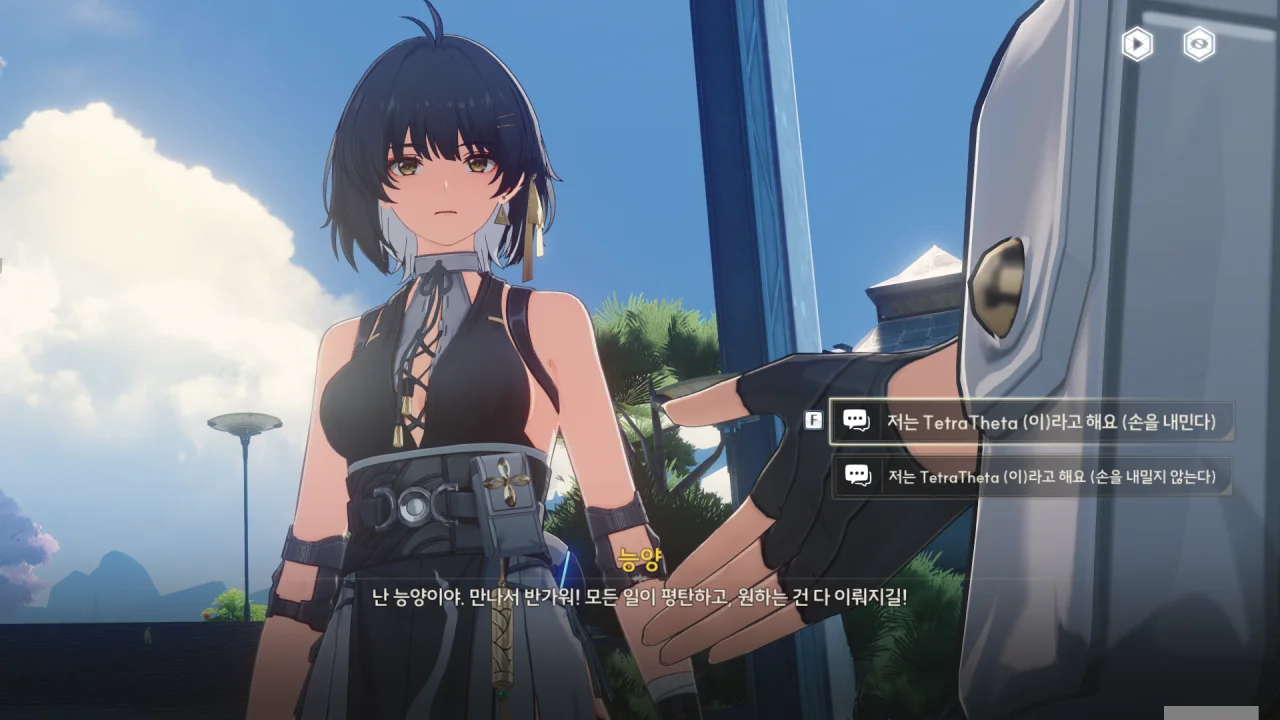 F
저는 TetraTheta (이)라고 해요 (손을 내민다)
저는 TetraTheta (이)라고 해요 (손을 내밀지 않는다)
능양
난 능양이야. 만나서 반가워! 모든 일이 평탄하고, 원하는 건 다 이뤄지길!